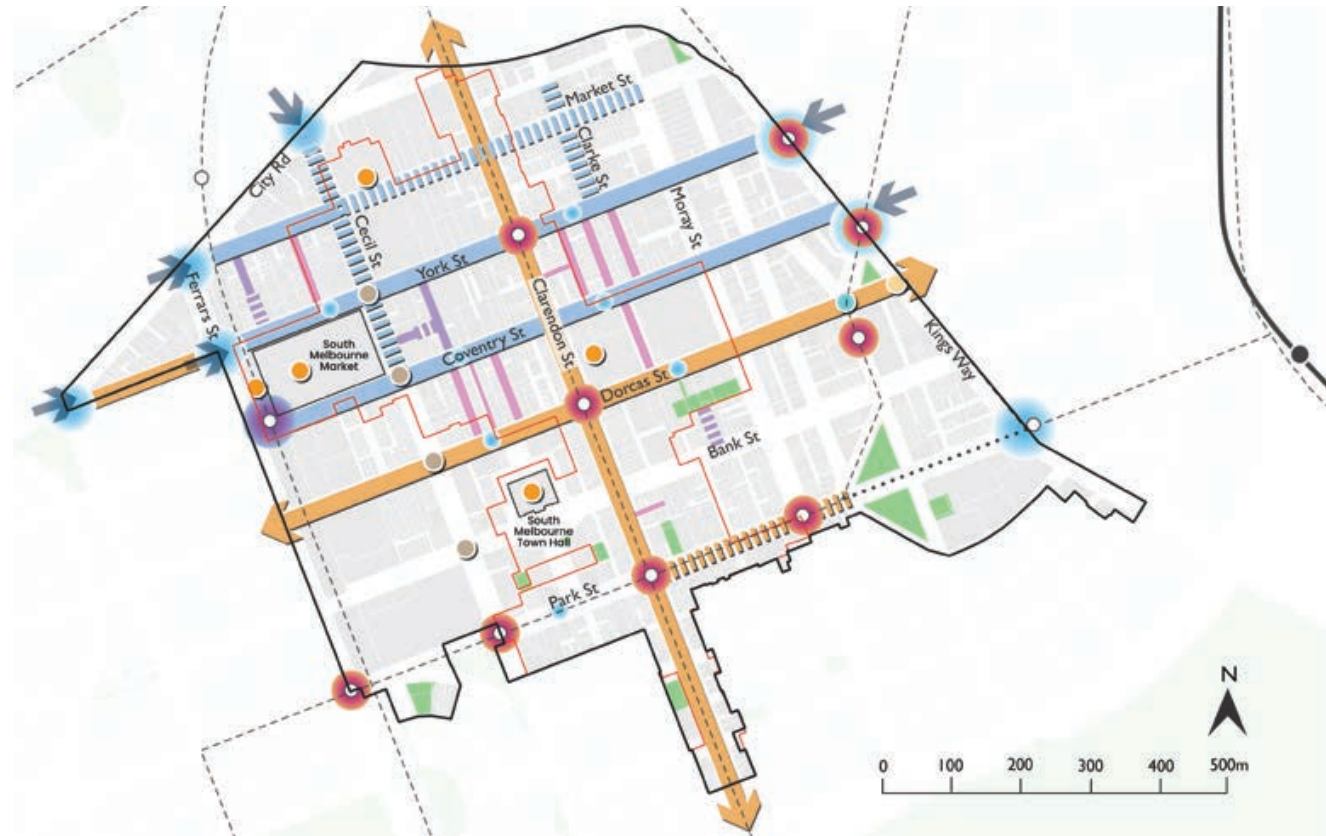 Market St
City Rd
Clarke St
Cecil St
Moray St
York St
Ferrars St
Clarendon St
Coventry St
South
Melbourne
Market
Kings Way
Dorcas St
Bank St
South
Melbourne
Town Hall
Park St
N
0 100 200 300 400 500m